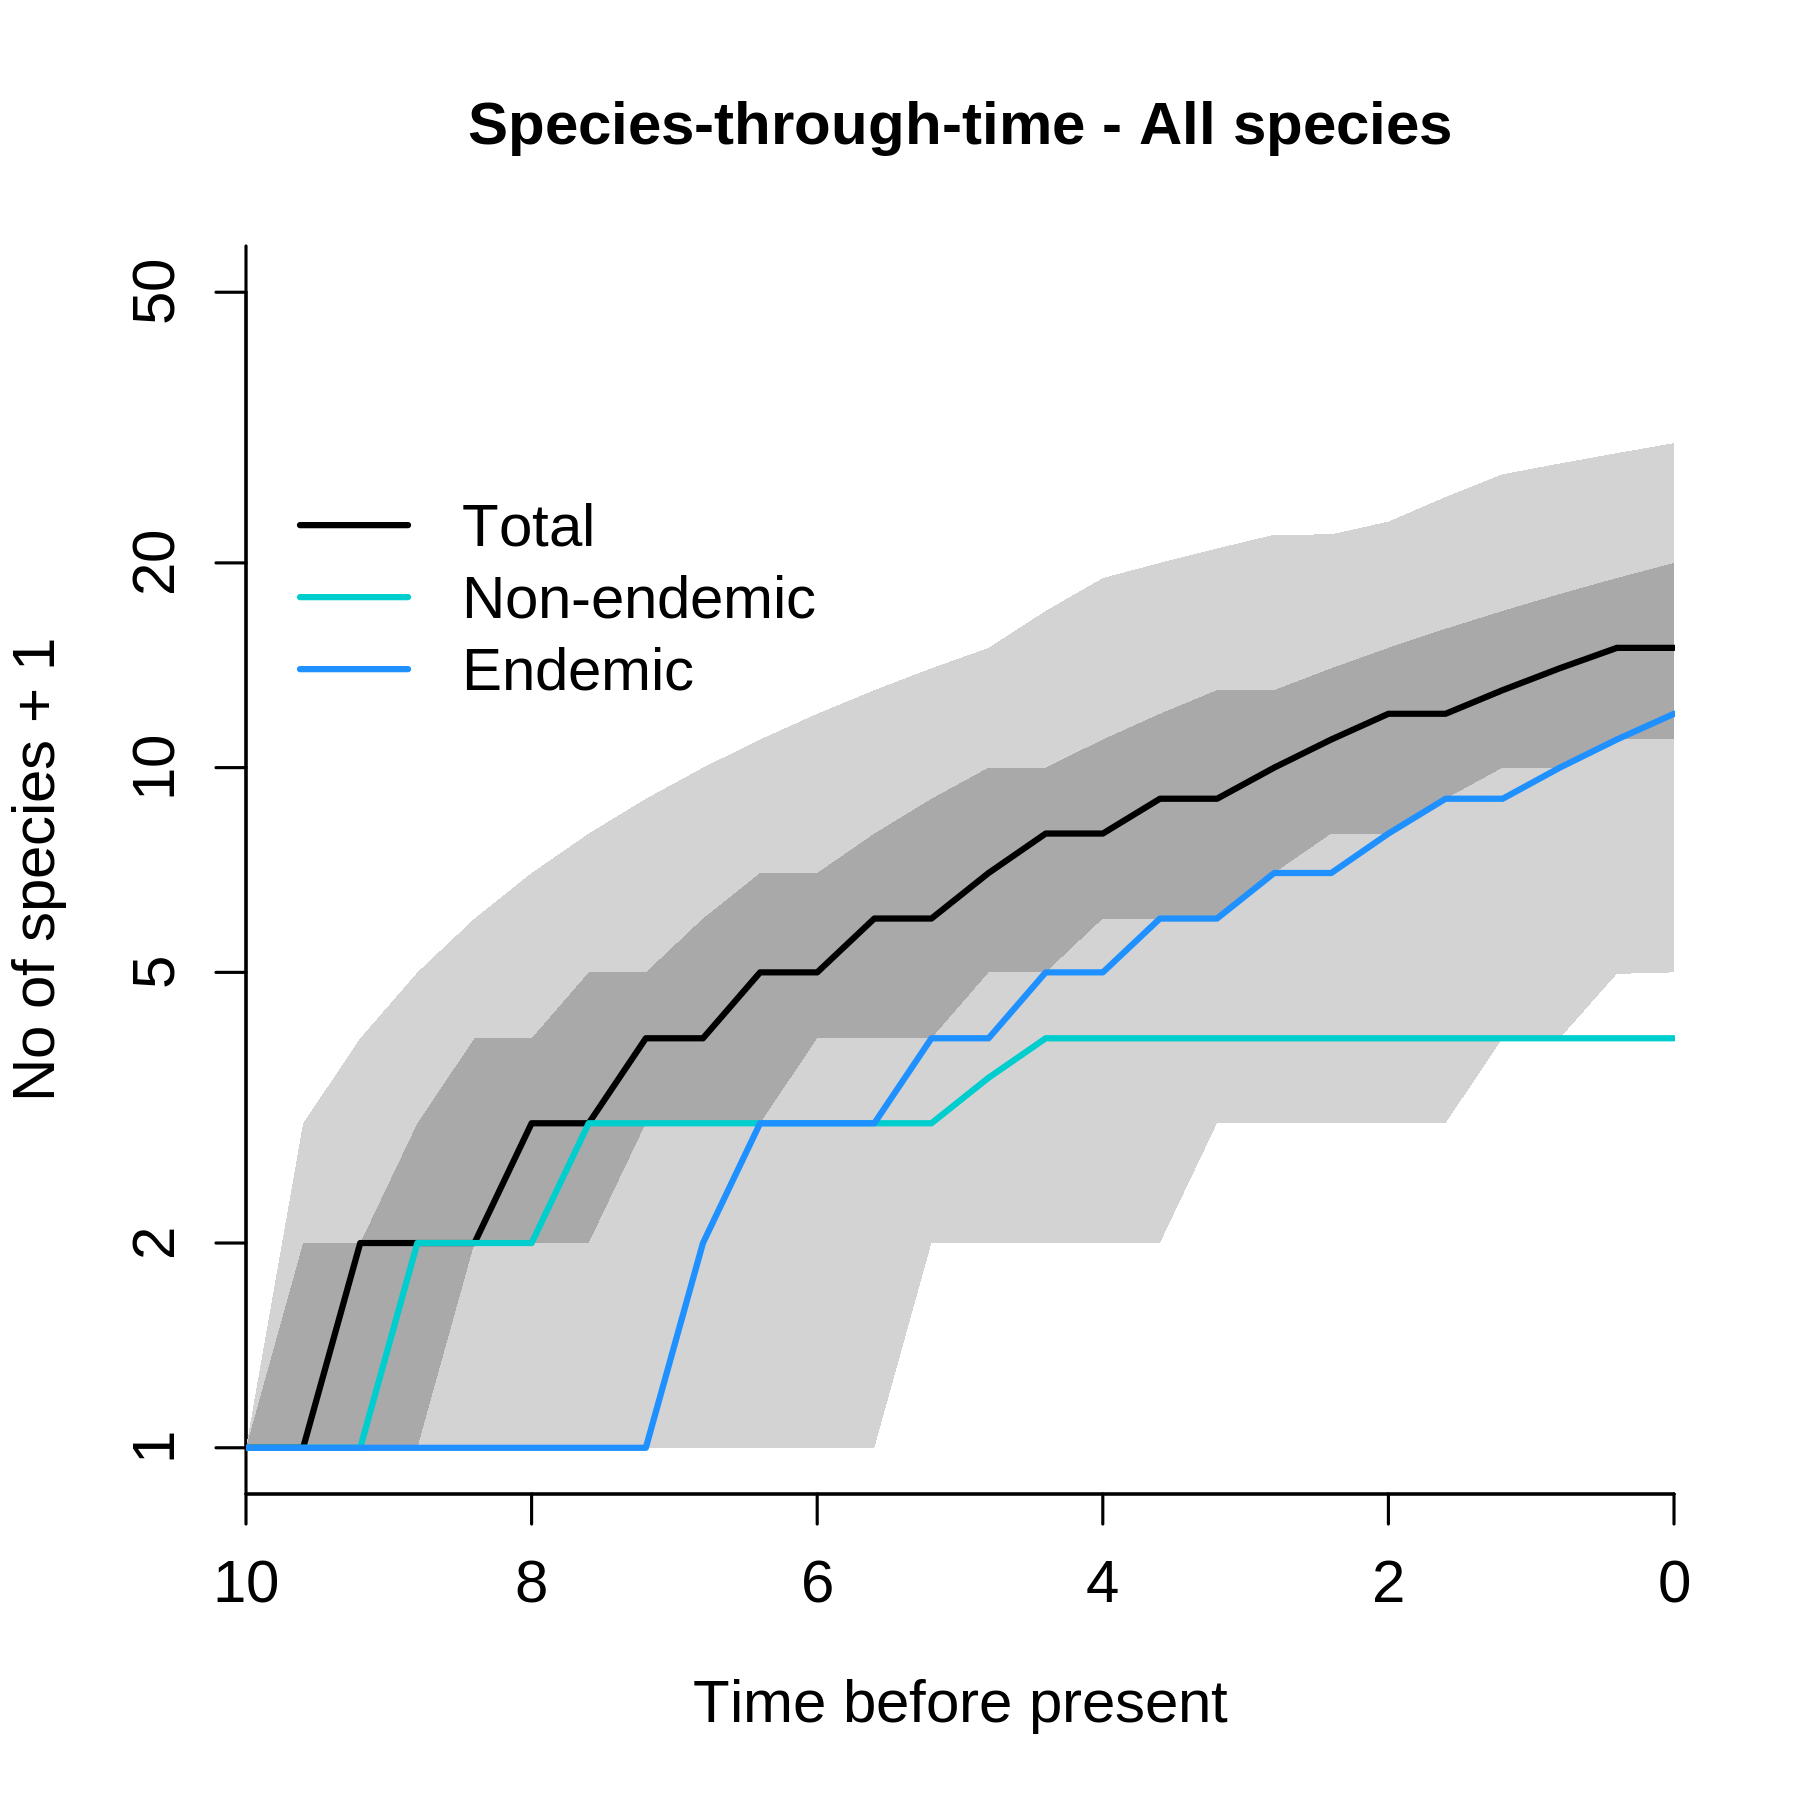 Species-through-time - All species
50
20
10
5
2
1
No of species + 1
Total
Non-endemic
Endemic
10 8 6 4 2 0
Time before present